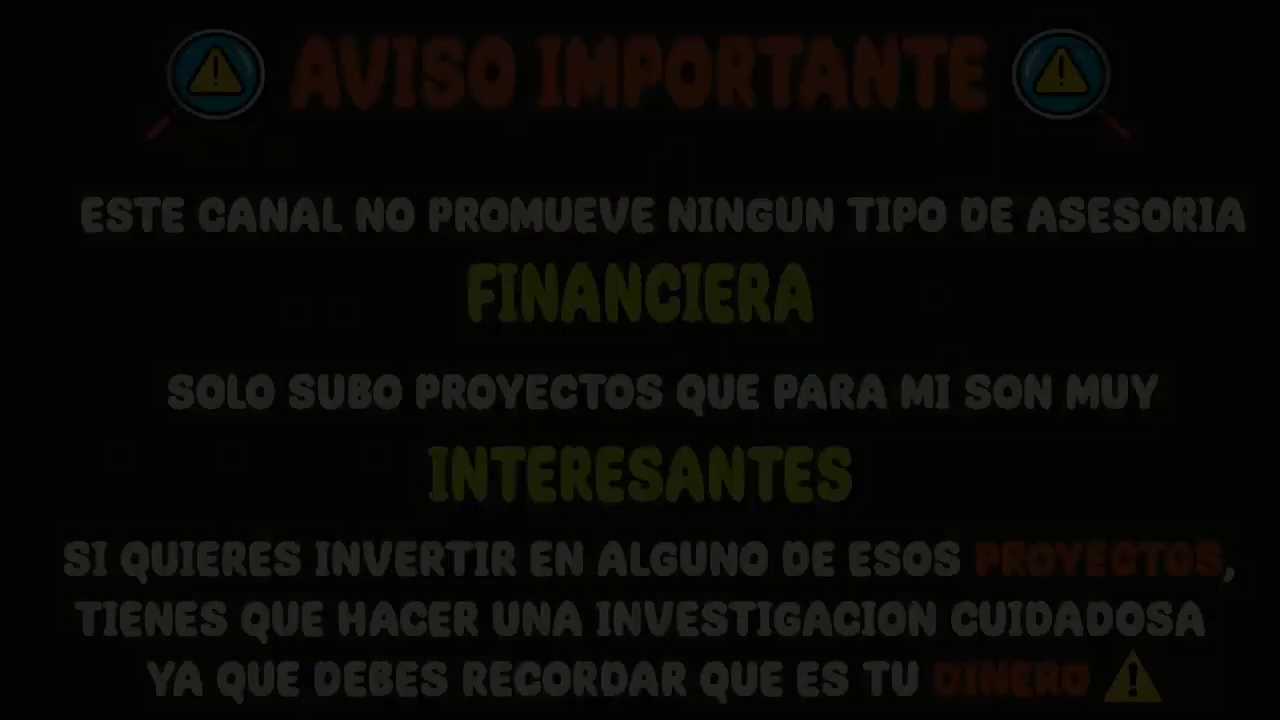 AVISO IMPORTANTE
ESTE CANAL NO PROMUEVE NINGUN TIPO DE ASESORIA
FINANCIERA
SOLO SUBO PROYECTOS QUE PARA MI SON MUY
INTERESANTES
SI QUIERES INVERTIR EN ALGUNO DE ESOS PROYECTOS,
TIENES QUE HACER UNA INVESTIGACION CUIDADOSA
YA QUE DEBES RECORDAR QUE ES TU DINERO